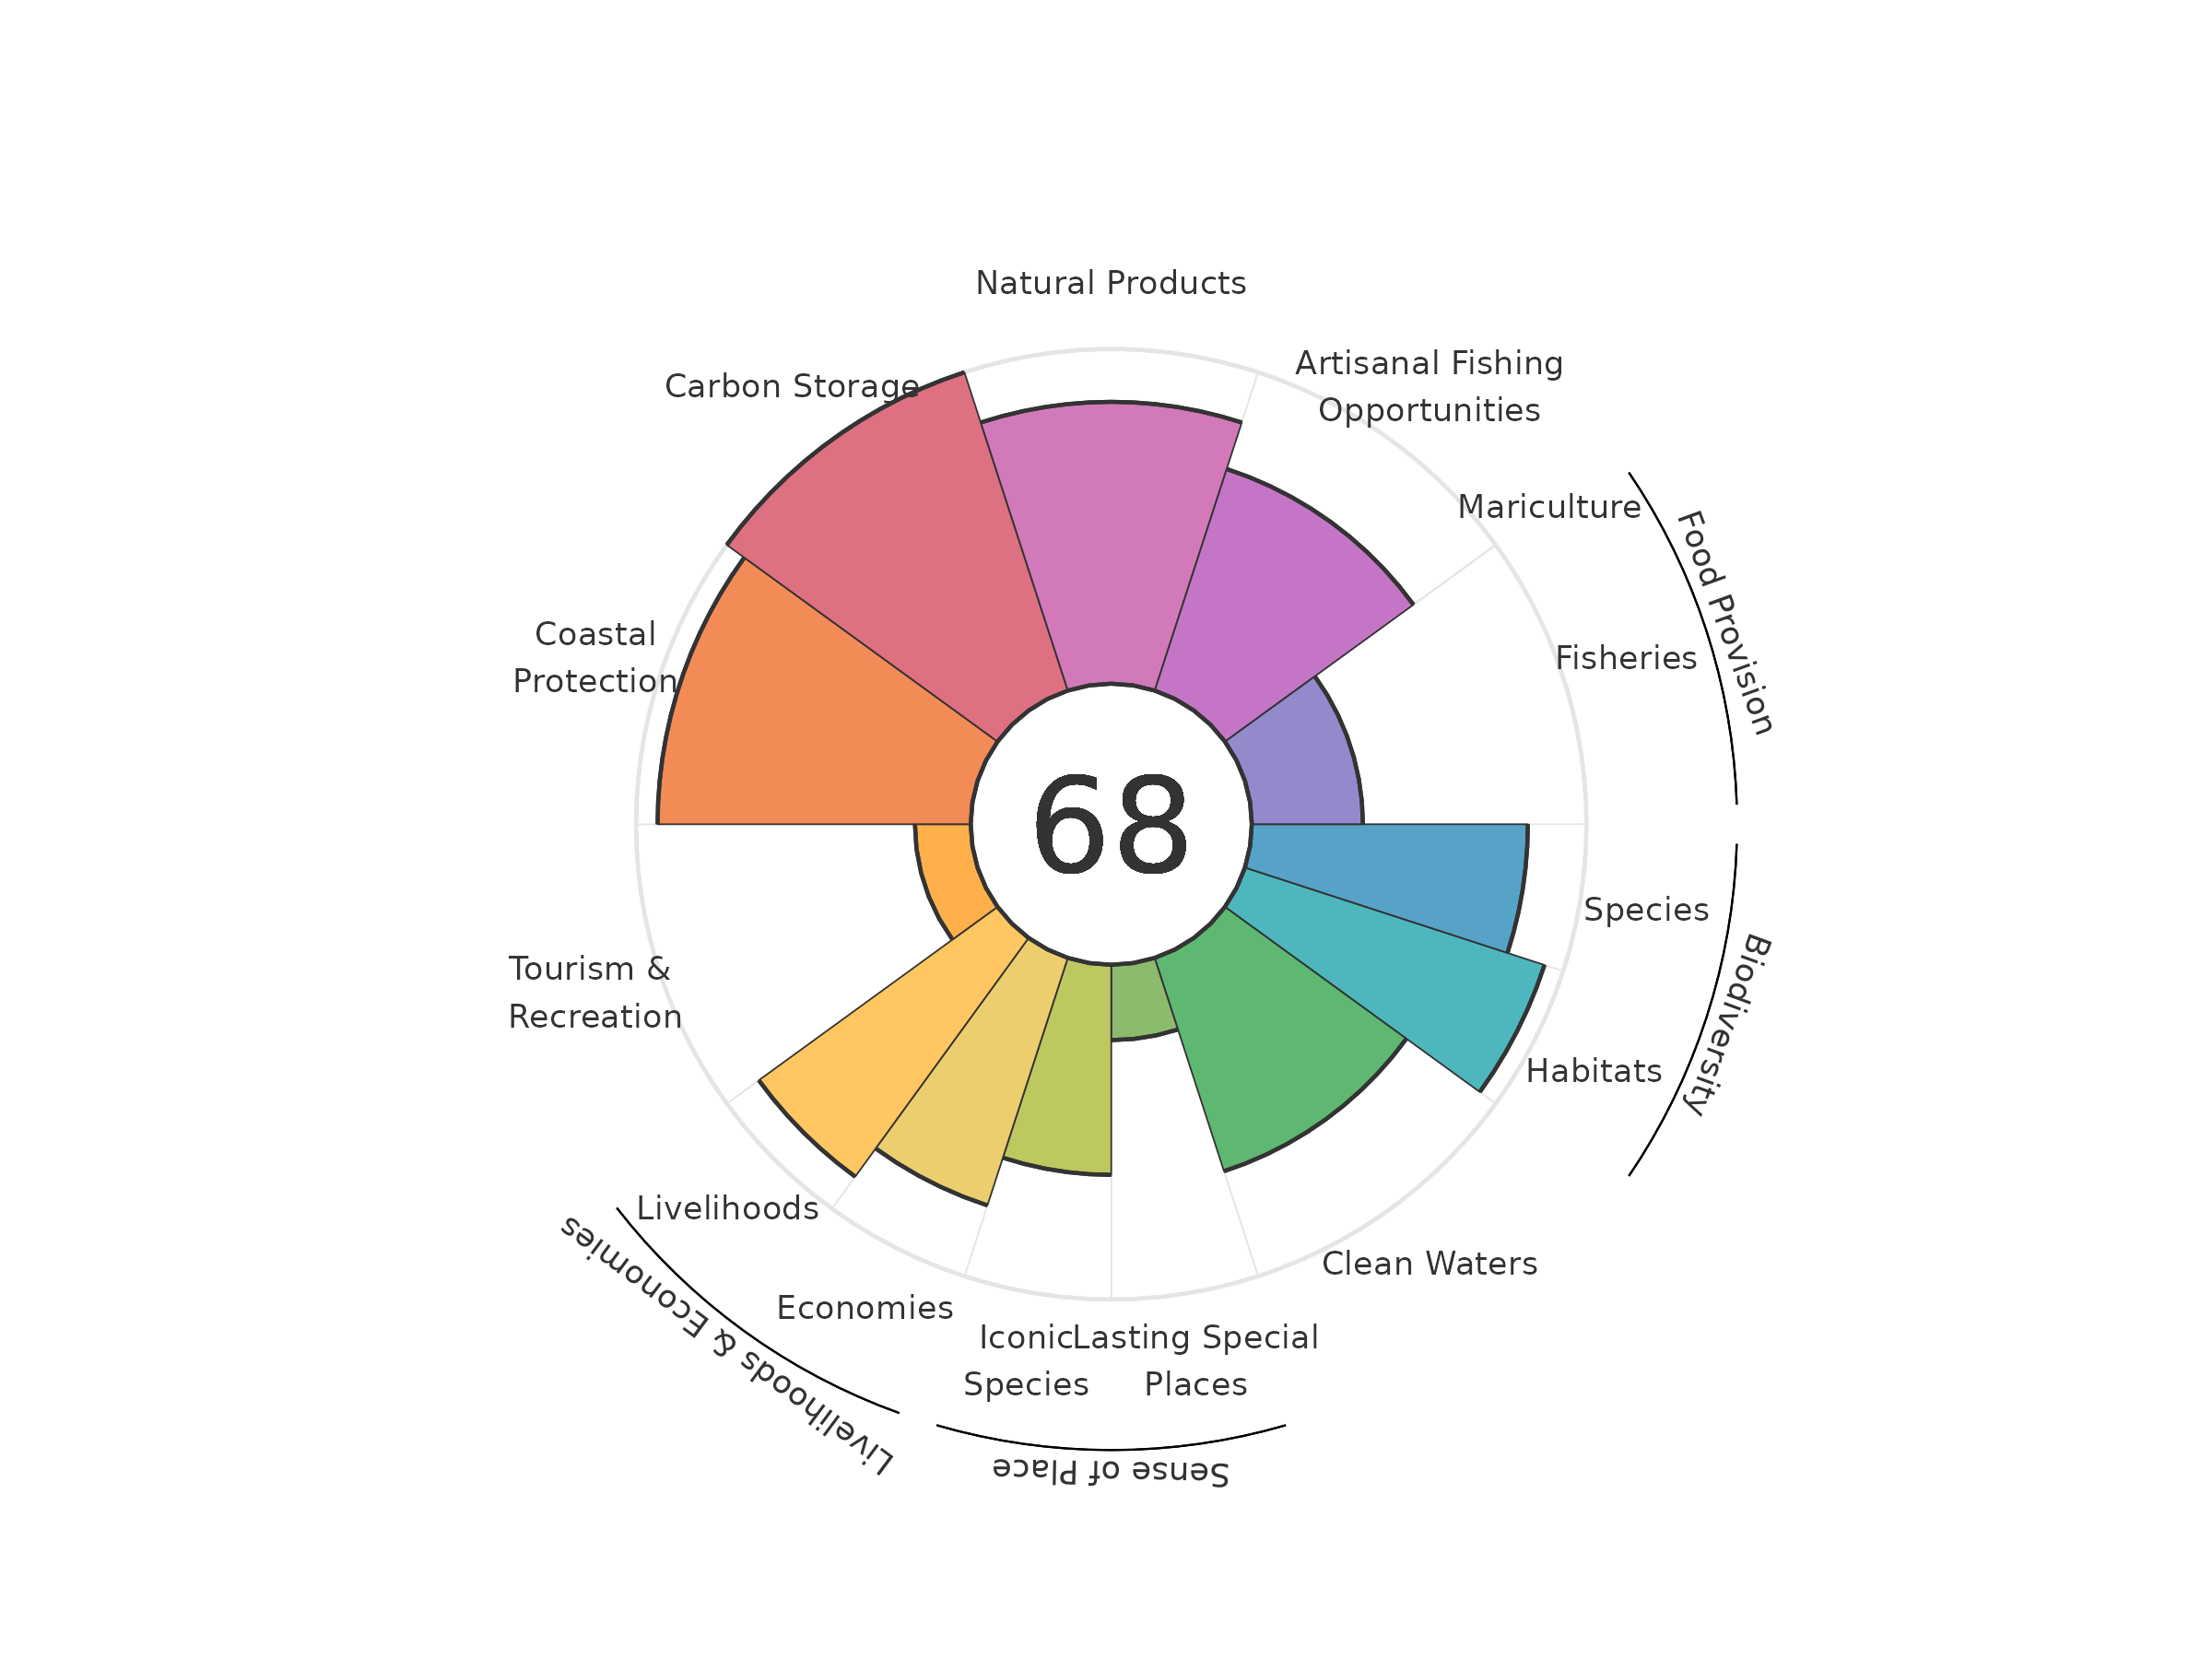 Natural Products
Artisanal Fishing
Opportunities
Carbon Storage
Mariculture
Food Provision
Coastal
Protection
Fisheries
68
Species
Biodiversity
Tourism &
Recreation
Habitats
Livelihoods
Clean Waters
Livelihoods & Economies
Economies
Iconic
Species
Lasting Special
Places
Sense of Place